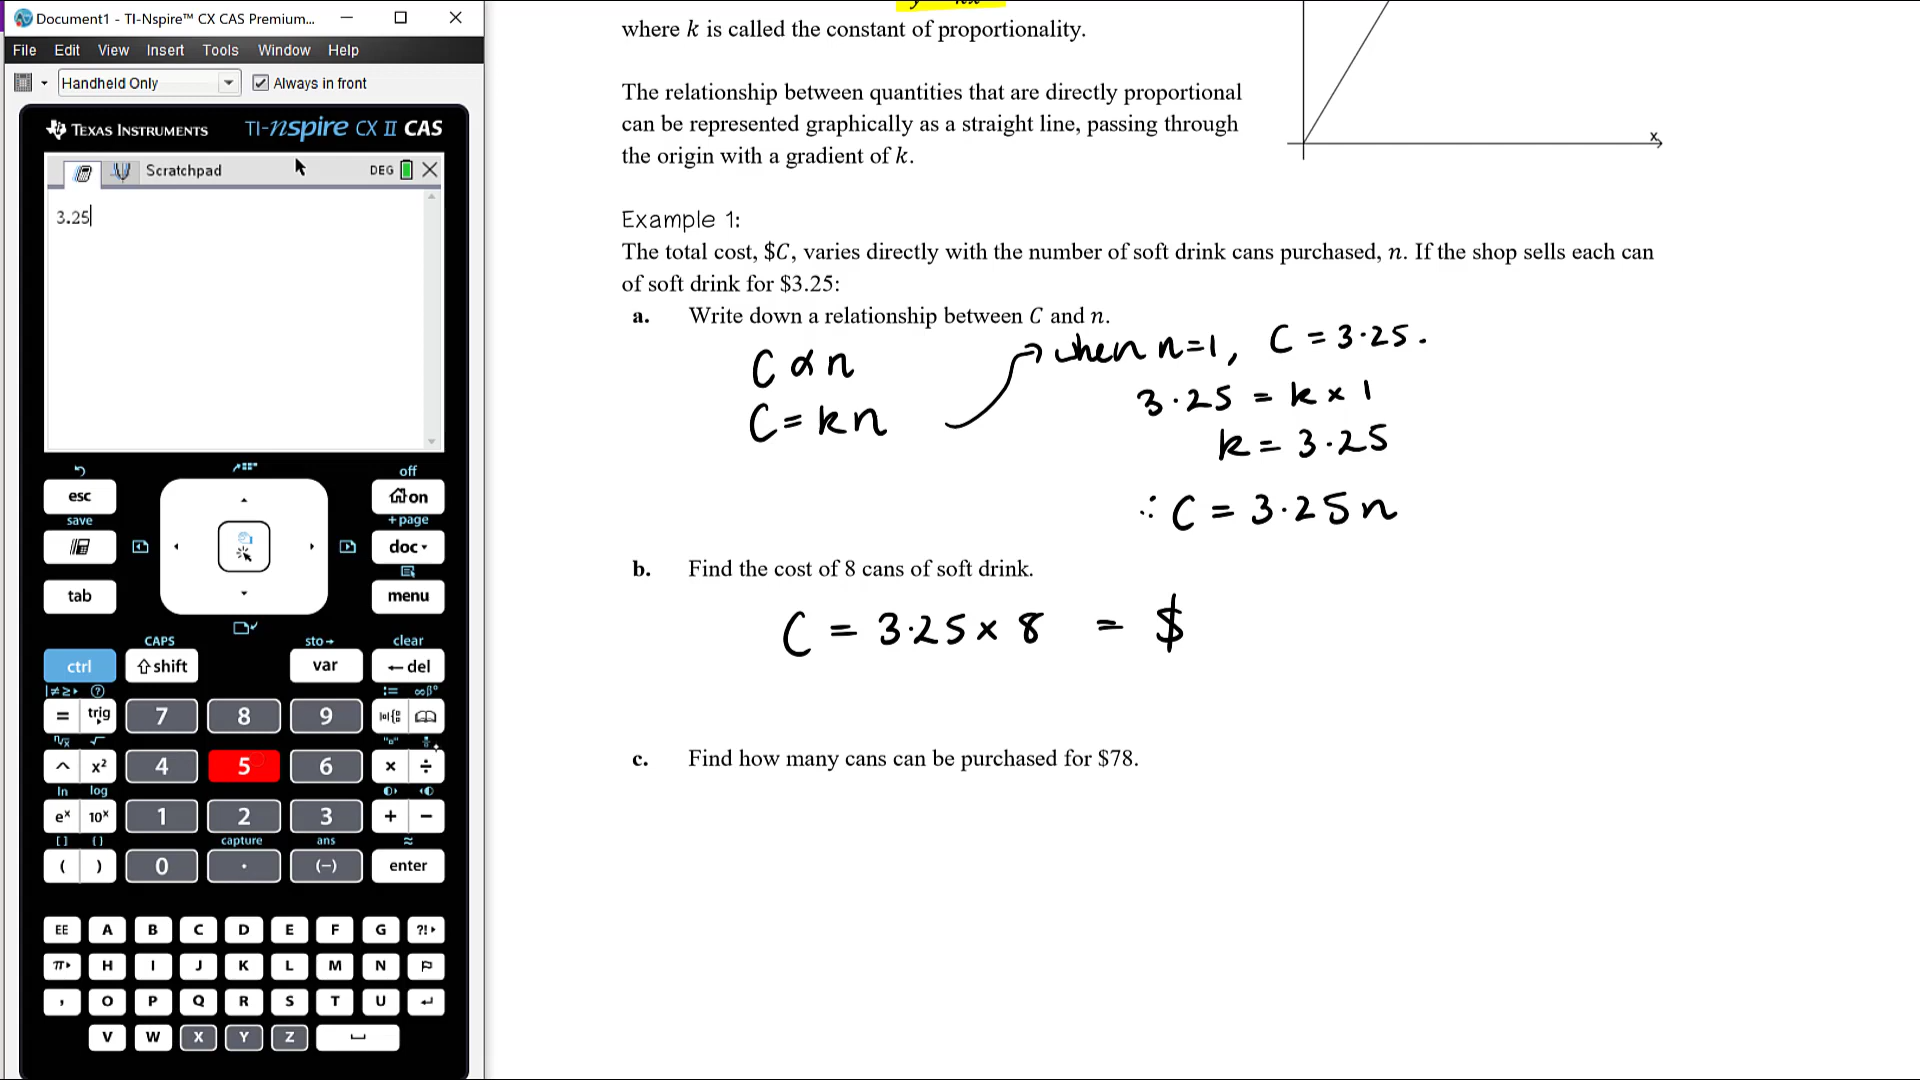 Document1 - TI-Nspire™ CX CAS Premium...
File Edit View Insert Tools Window Help
Handheld Only Always in front
TEXAS INSTRUMENTS TI-nspire CX II CAS
Scratchpad DEG
3.25
off
esc on
save +page
doc
tab menu
CAPS sto→ clear
ctrl ⇧shift var ←del
|≠≥▸ ? := ∞β°
= trig 7 8 9
ⁿ√x √
^ x² 4 5 6 × ÷
ln log
eˣ 10ˣ 1 2 3 + −
[ ] { } capture ans ≈
( ) 0 . (−) enter
EE A B C D E F G ?!▸
π▸ H I J K L M N
, O P Q R S T U ↵
V W X Y Z
where k is called the constant of proportionality.
The relationship between quantities that are directly proportional
can be represented graphically as a straight line, passing through
the origin with a gradient of k.
x
Example 1:
The total cost, $C, varies directly with the number of soft drink cans purchased, n. If the shop sells each can
of soft drink for $3.25:
a. Write down a relationship between C and n.
C ∝ n
C = kn
when n=1, C = 3.25.
3.25 = k × 1
k = 3.25
∴ C = 3.25n
b. Find the cost of 8 cans of soft drink.
C = 3.25 × 8 = $
c. Find how many cans can be purchased for $78.